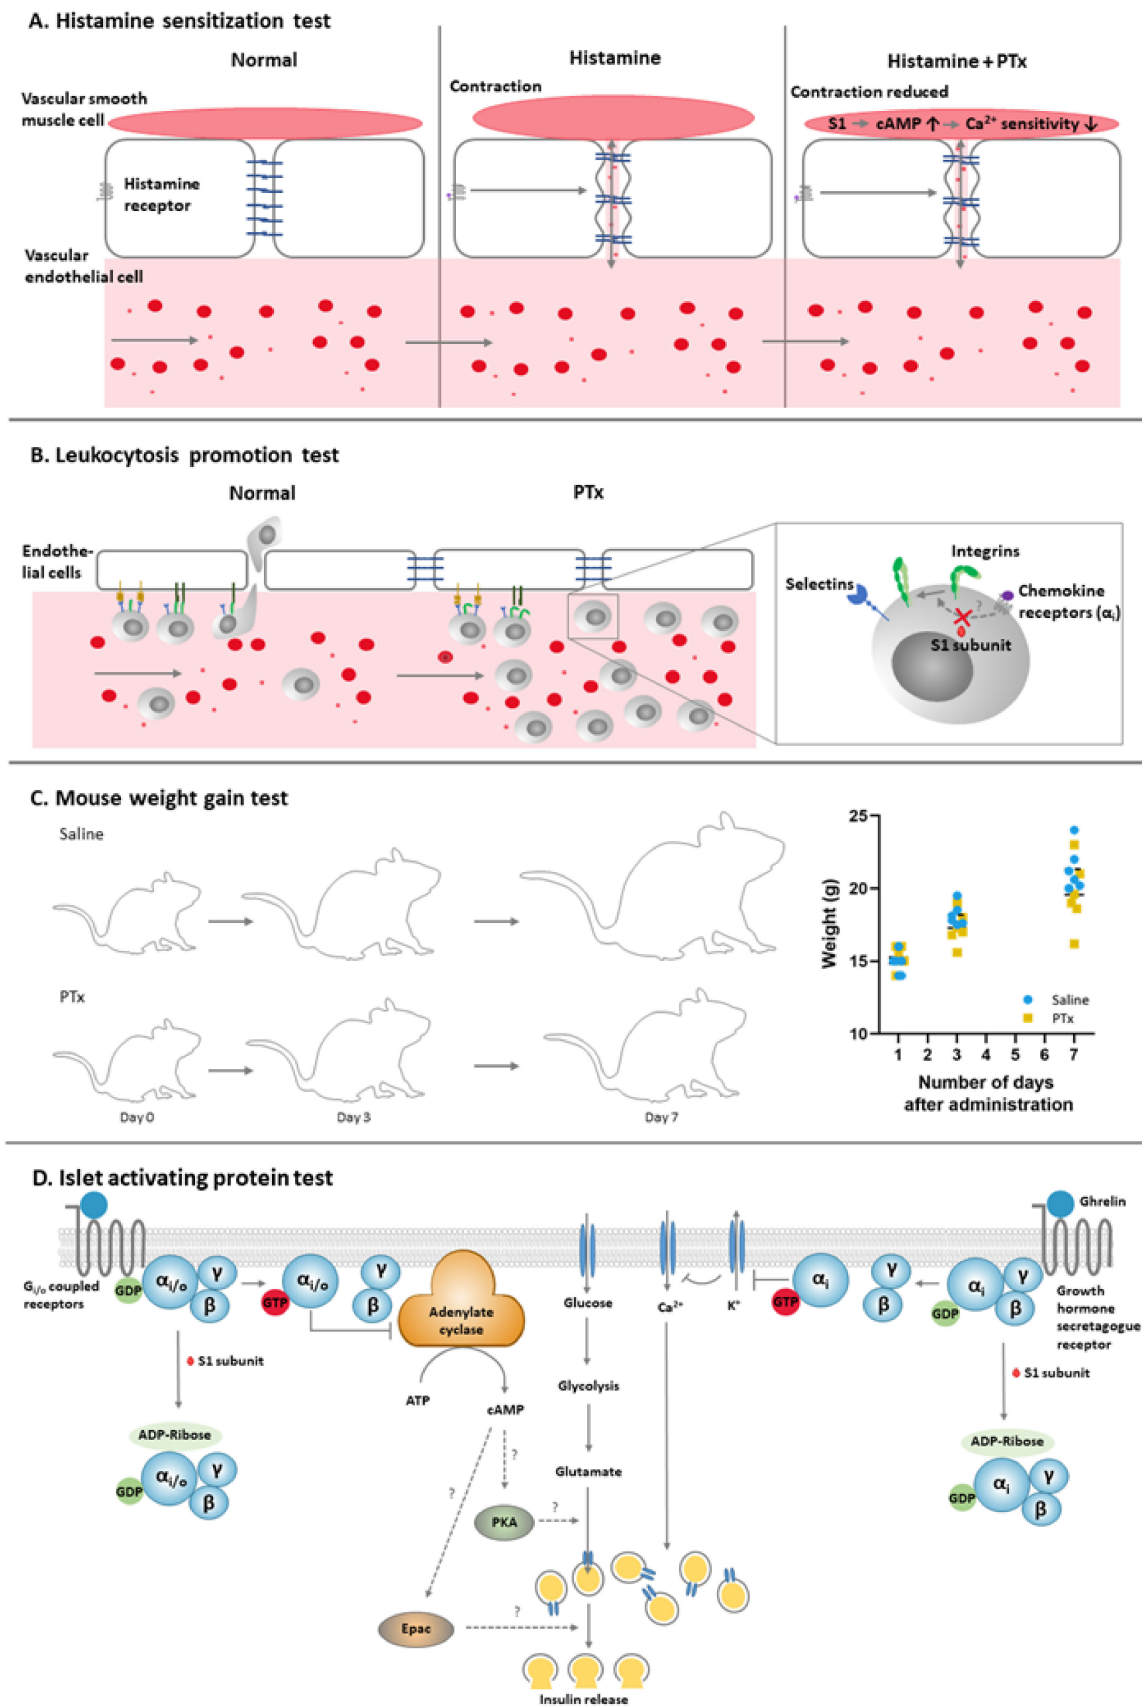 A. Histamine sensitization test
Normal
Histamine
Histamine + PTx
Vascular smooth
muscle cell
Contraction
Contraction reduced
S1 → cAMP ↑ → Ca²⁺ sensitivity ↓
Histamine
receptor
Vascular
endothelial cell
B. Leukocytosis promotion test
Normal
PTx
Endothe-
lial cells
Selectins
Integrins
Chemokine
receptors (αᵢ)
?
S1 subunit
C. Mouse weight gain test
Saline
PTx
Day 0
Day 3
Day 7
25
20
15
10
Weight (g)
Saline
PTx
1 2 3 4 5 6 7
Number of days
after administration
D. Islet activating protein test
Gi/o coupled
receptors
GDP
αi/o
γ
β
GTP
αi/o
γ
β
Adenylate
cyclase
Glucose
Ca²⁺
K⁺
GTP
αi
γ
β
GDP
αi
γ
β
Ghrelin
Growth
hormone
secretagogue
receptor
S1 subunit
ADP-Ribose
GDP
αi/o
γ
β
ATP
cAMP
?
?
Glycolysis
Glutamate
PKA
?
Epac
?
Insulin release
S1 subunit
ADP-Ribose
GDP
αi
γ
β